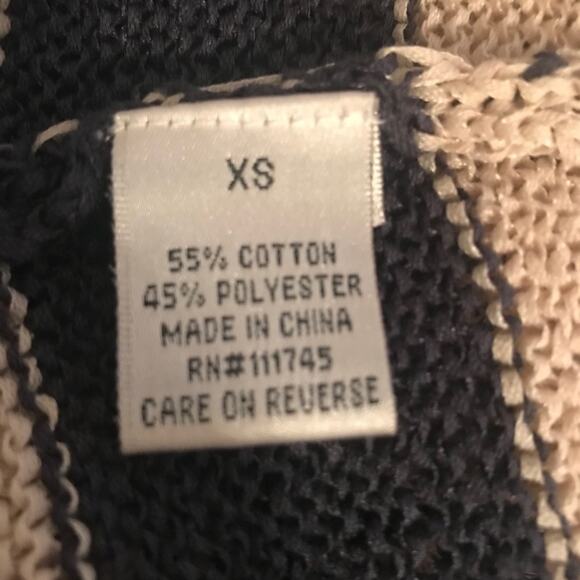 XS
55% COTTON
45% POLYESTER
MADE IN CHINA
RN#111745
CARE ON REVERSE